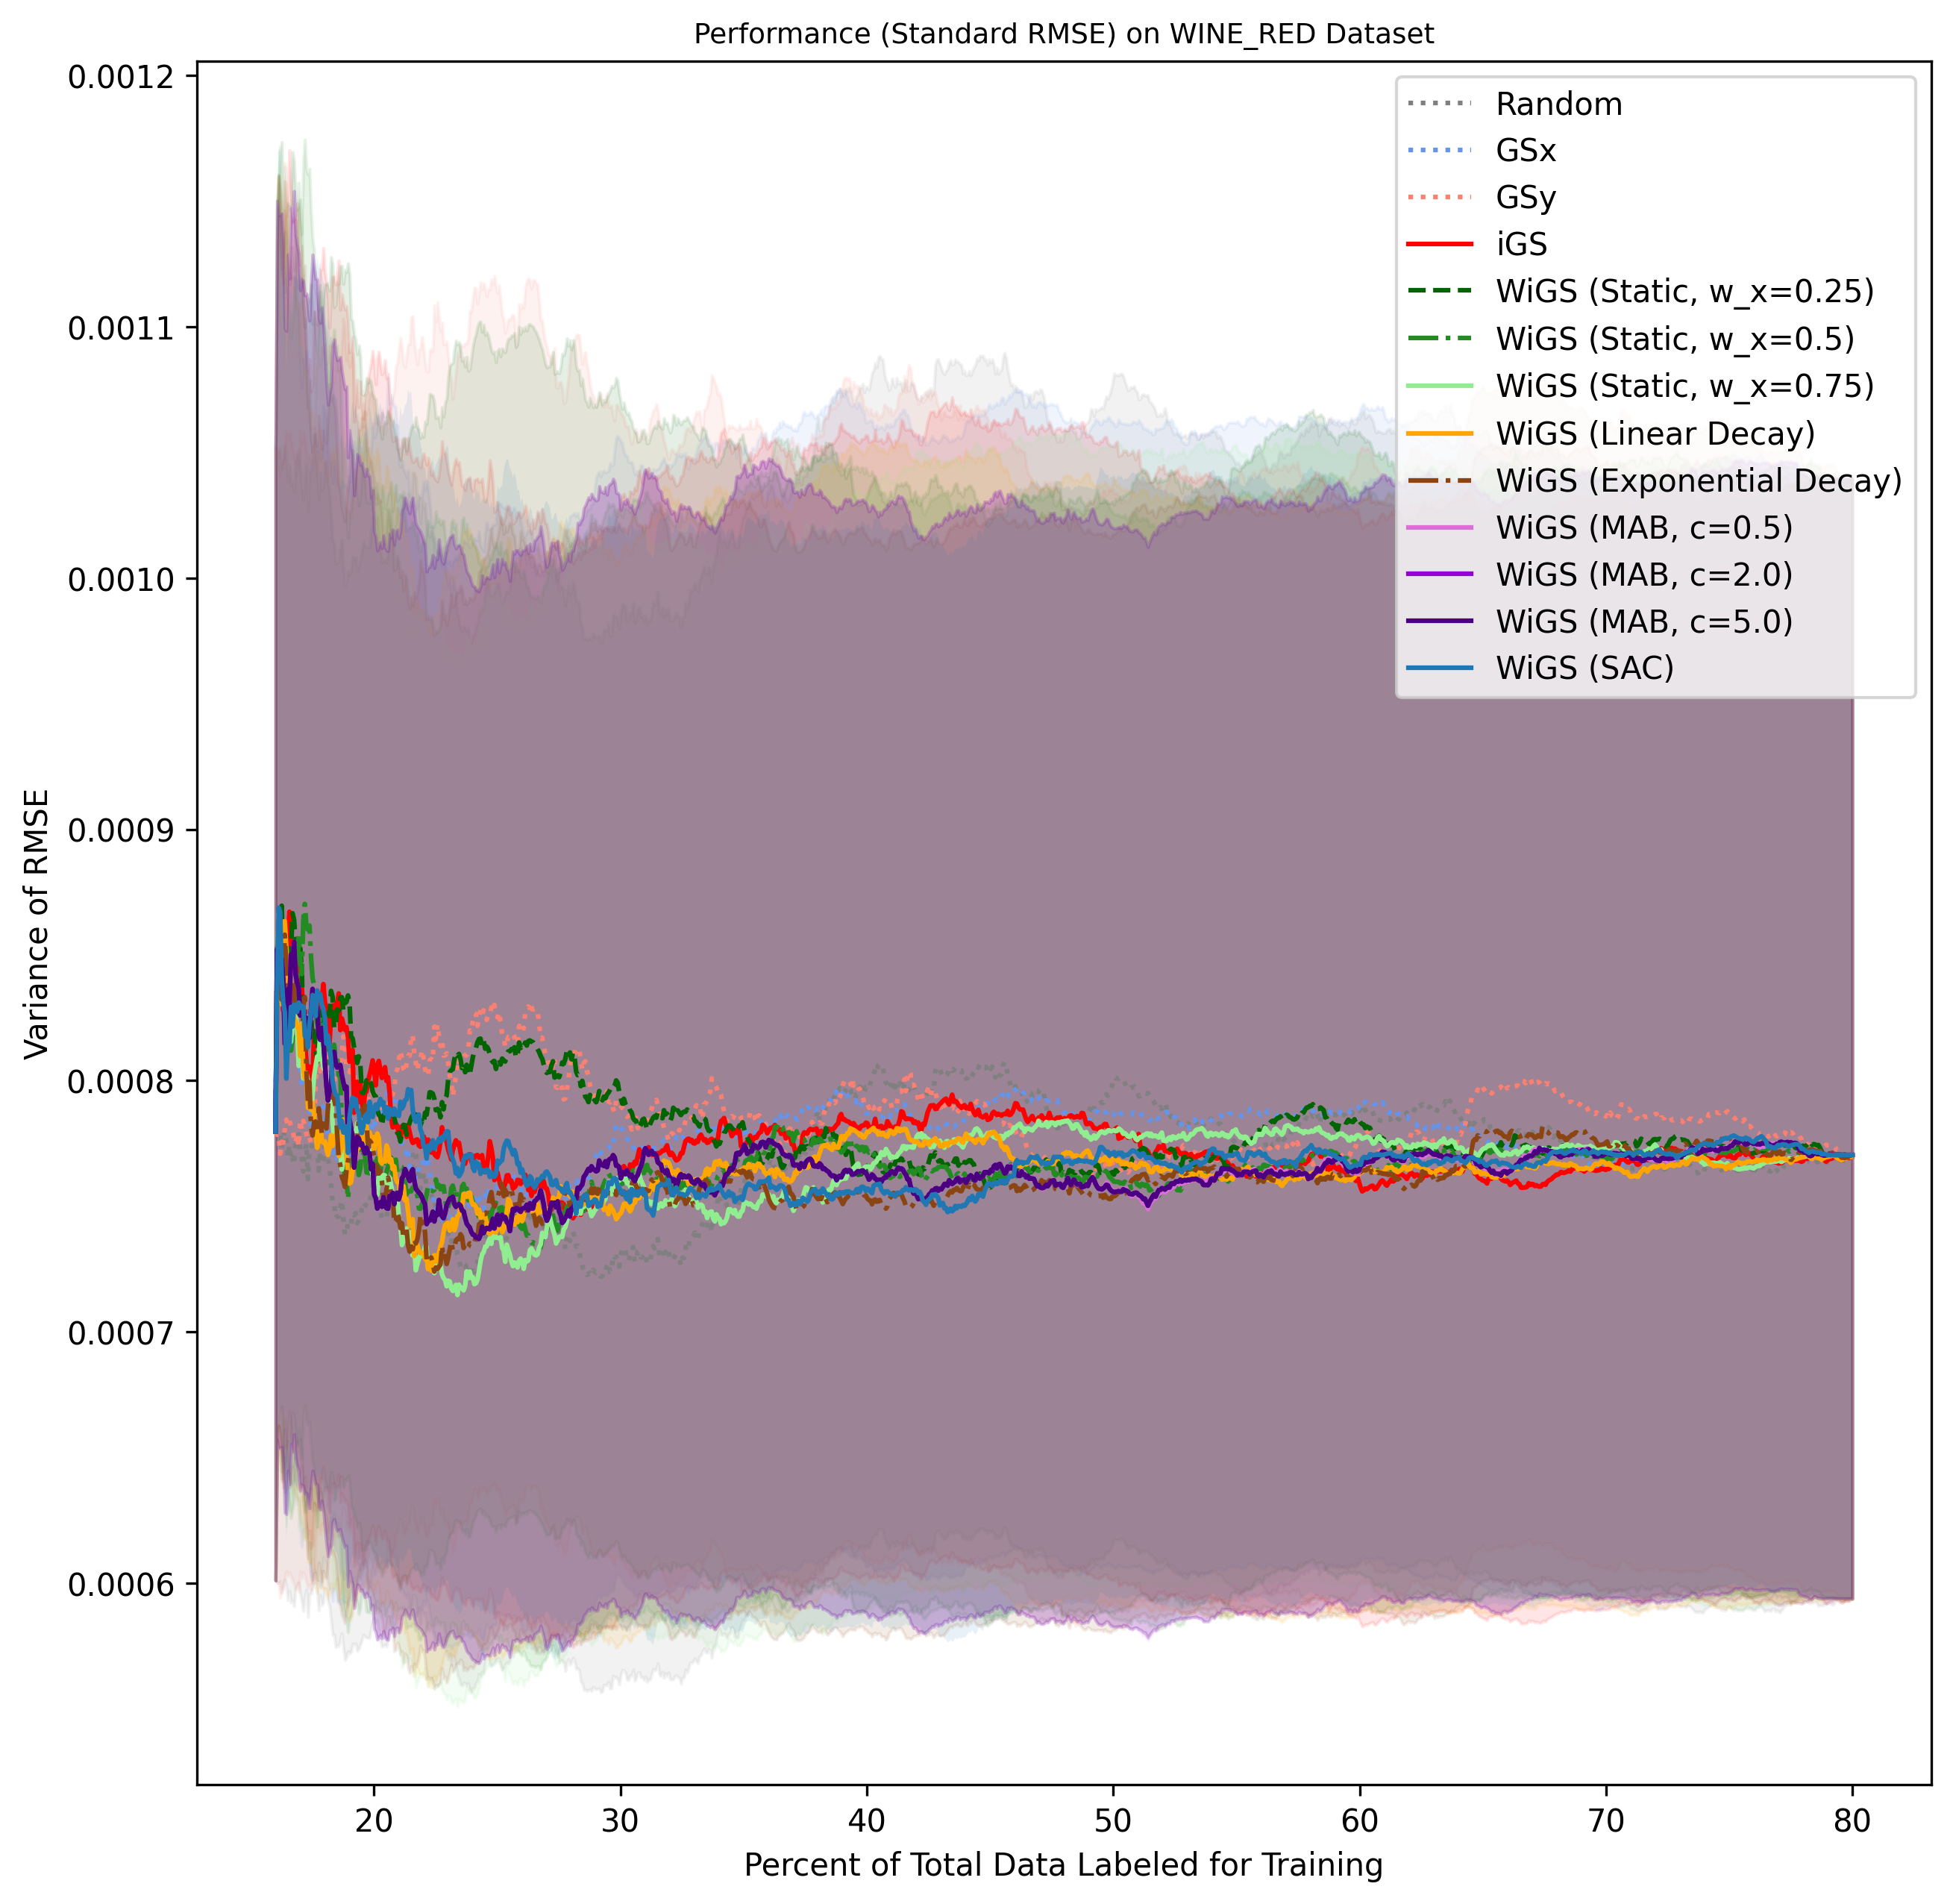 Performance (Standard RMSE) on WINE_RED Dataset
0.0012
0.0011
0.0010
0.0009
0.0008
0.0007
0.0006
Variance of RMSE
Random
GSx
GSy
iGS
WiGS (Static, w_x=0.25)
WiGS (Static, w_x=0.5)
WiGS (Static, w_x=0.75)
WiGS (Linear Decay)
WiGS (Exponential Decay)
WiGS (MAB, c=0.5)
WiGS (MAB, c=2.0)
WiGS (MAB, c=5.0)
WiGS (SAC)
20 30 40 50 60 70 80
Percent of Total Data Labeled for Training